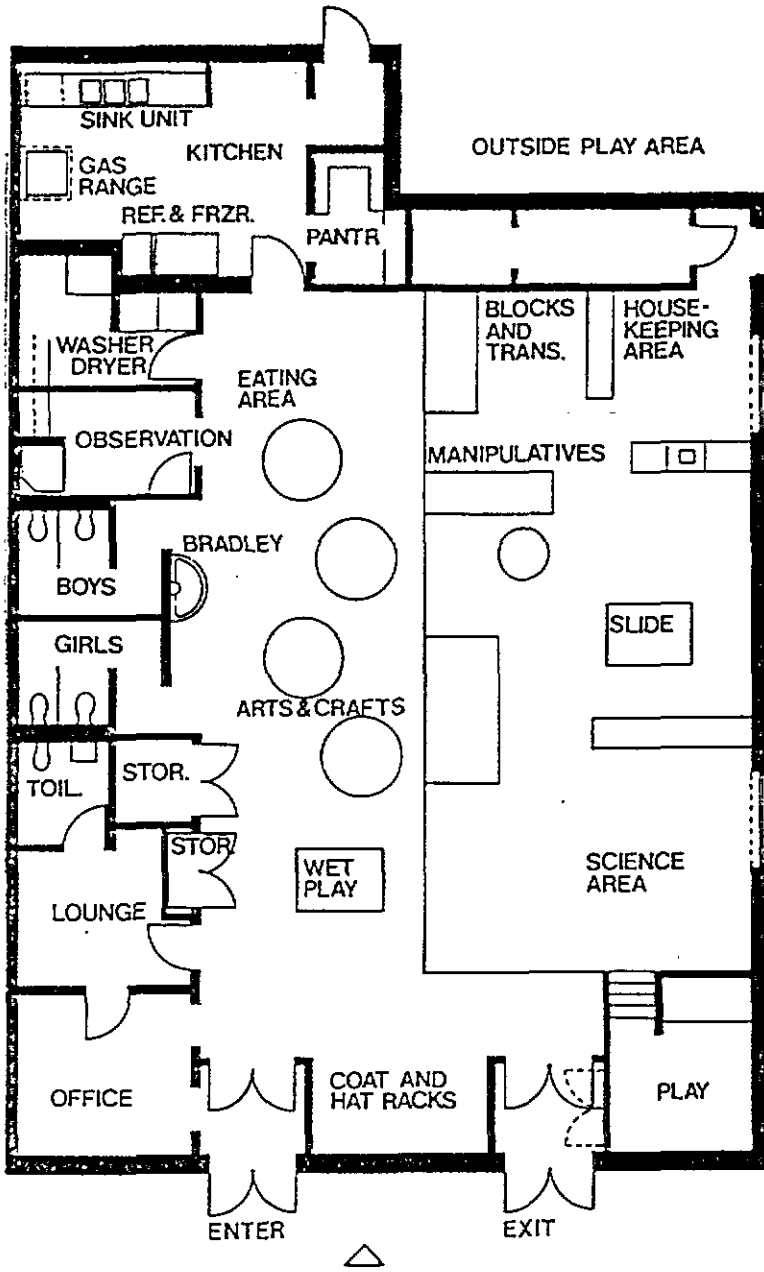 SINK UNIT
KITCHEN
OUTSIDE PLAY AREA
GAS
RANGE
REF. & FRZR.
PANTR
BLOCKS
AND
TRANS.
HOUSE-
KEEPING
AREA
WASHER
DRYER
EATING
AREA
OBSERVATION
MANIPULATIVES
BRADLEY
BOYS
GIRLS
SLIDE
ARTS & CRAFTS
TOIL.
STOR.
STOR.
WET
PLAY
SCIENCE
AREA
LOUNGE
OFFICE
COAT AND
HAT RACKS
PLAY
ENTER
EXIT